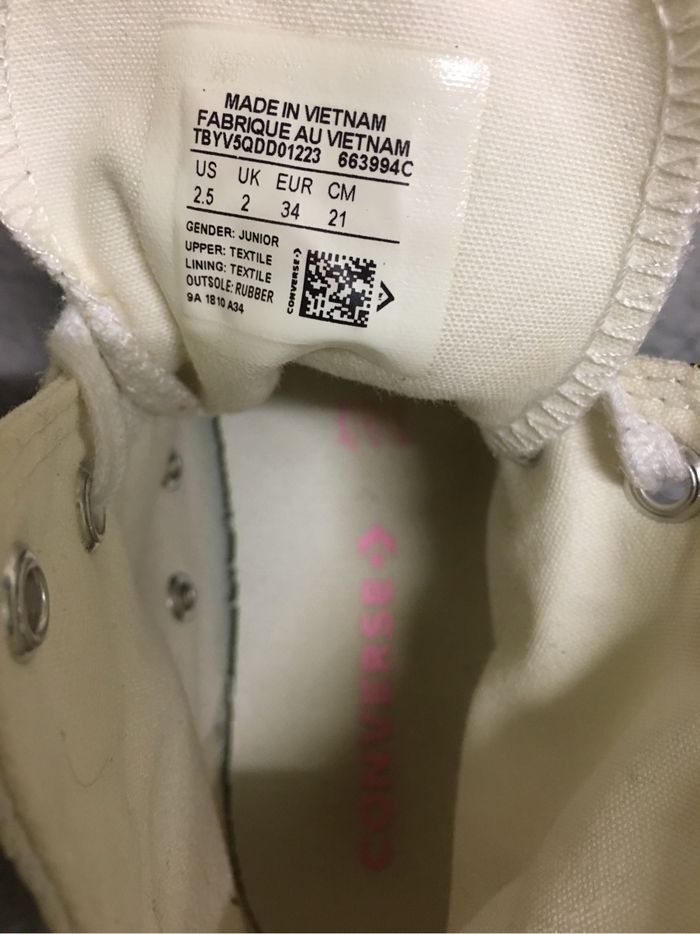 MADE IN VIETNAM
FABRIQUE AU VIETNAM
TBYV5QDD01223 663994C
US UK EUR CM
2.5 2 34 21
GENDER: JUNIOR
UPPER: TEXTILE
LINING: TEXTILE
OUTSOLE: RUBBER
9A 1810 A34
CONVERSE
CONVERSE